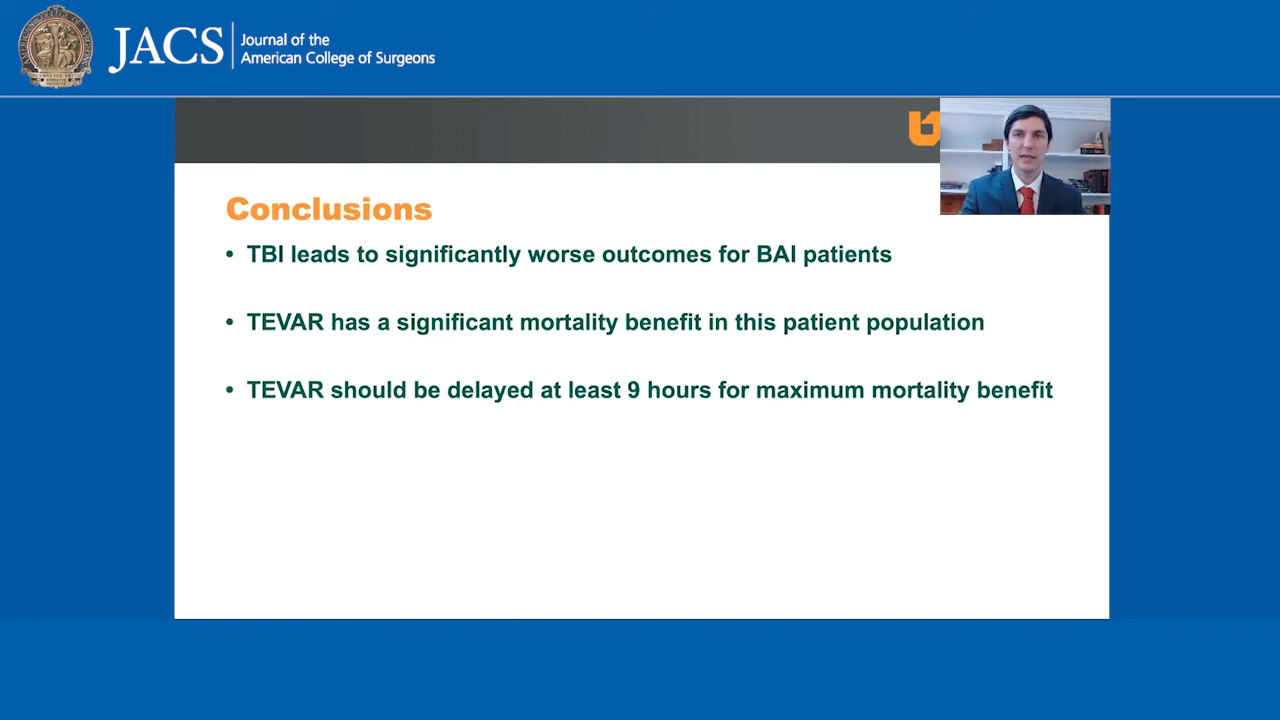 JACS
Journal of the
American College of Surgeons
Conclusions
• TBI leads to significantly worse outcomes for BAI patients
• TEVAR has a significant mortality benefit in this patient population
• TEVAR should be delayed at least 9 hours for maximum mortality benefit